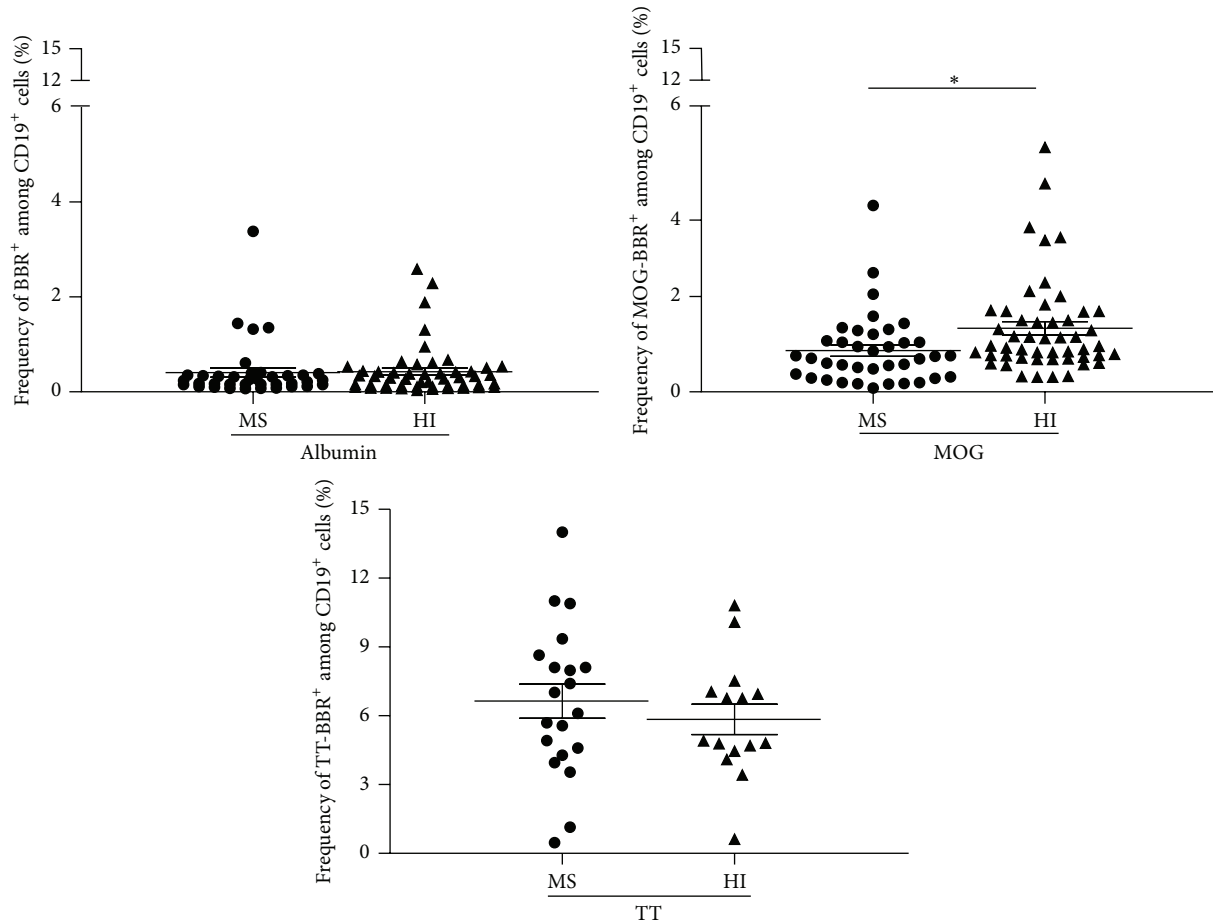 Frequency of BBR⁺ among CD19⁺ cells (%)
15
12
6
4
2
0
MS
HI
Albumin
Frequency of MOG-BBR⁺ among CD19⁺ cells (%)
15
12
6
4
2
0
*
MS
HI
MOG
Frequency of TT-BBR⁺ among CD19⁺ cells (%)
15
12
9
6
3
0
MS
HI
TT